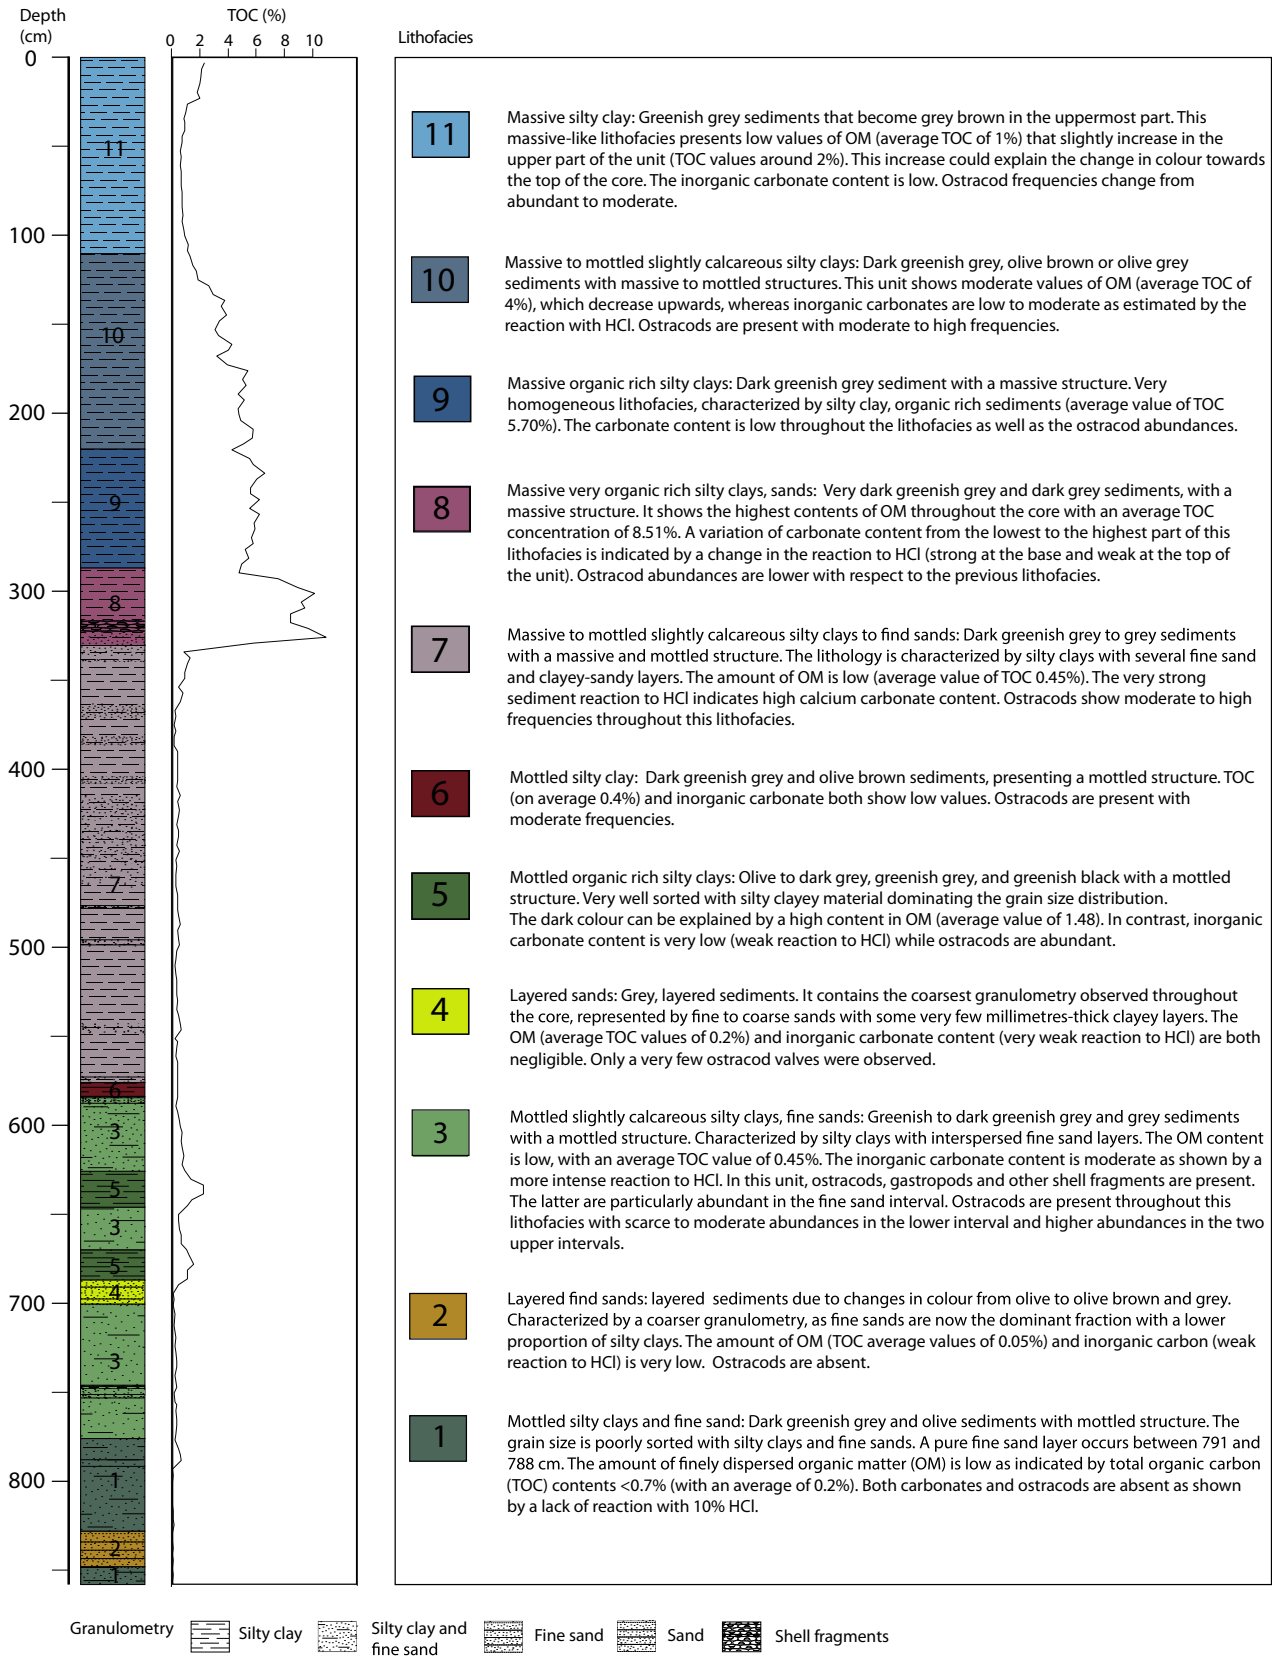 Depth
(cm)
TOC (%)
0 2 4 6 8 10
Lithofacies
0
100
200
300
400
500
600
700
800
11
10
9
8
7
6
3
5
3
5
4
3
1
2
1
11
Massive silty clay: Greenish grey sediments that become grey brown in the uppermost part. This
massive-like lithofacies presents low values of OM (average TOC of 1%) that slightly increase in the
upper part of the unit (TOC values around 2%). This increase could explain the change in colour towards
the top of the core. The inorganic carbonate content is low. Ostracod frequencies change from
abundant to moderate.
10
Massive to mottled slightly calcareous silty clays: Dark greenish grey, olive brown or olive grey
sediments with massive to mottled structures. This unit shows moderate values of OM (average TOC of
4%), which decrease upwards, whereas inorganic carbonates are low to moderate as estimated by the
reaction with HCl. Ostracods are present with moderate to high frequencies.
9
Massive organic rich silty clays: Dark greenish grey sediment with a massive structure. Very
homogeneous lithofacies, characterized by silty clay, organic rich sediments (average value of TOC
5.70%). The carbonate content is low throughout the lithofacies as well as the ostracod abundances.
8
Massive very organic rich silty clays, sands: Very dark greenish grey and dark grey sediments, with a
massive structure. It shows the highest contents of OM throughout the core with an average TOC
concentration of 8.51%. A variation of carbonate content from the lowest to the highest part of this
lithofacies is indicated by a change in the reaction to HCl (strong at the base and weak at the top of
the unit). Ostracod abundances are lower with respect to the previous lithofacies.
7
Massive to mottled slightly calcareous silty clays to find sands: Dark greenish grey to grey sediments
with a massive and mottled structure. The lithology is characterized by silty clays with several fine sand
and clayey-sandy layers. The amount of OM is low (average value of TOC 0.45%). The very strong
sediment reaction to HCl indicates high calcium carbonate content. Ostracods show moderate to high
frequencies throughout this lithofacies.
6
Mottled silty clay: Dark greenish grey and olive brown sediments, presenting a mottled structure. TOC
(on average 0.4%) and inorganic carbonate both show low values. Ostracods are present with
moderate frequencies.
5
Mottled organic rich silty clays: Olive to dark grey, greenish grey, and greenish black with a mottled
structure. Very well sorted with silty clayey material dominating the grain size distribution.
The dark colour can be explained by a high content in OM (average value of 1.48). In contrast, inorganic
carbonate content is very low (weak reaction to HCl) while ostracods are abundant.
4
Layered sands: Grey, layered sediments. It contains the coarsest granulometry observed throughout
the core, represented by fine to coarse sands with some very few millimetres-thick clayey layers. The
OM (average TOC values of 0.2%) and inorganic carbonate content (very weak reaction to HCl) are both
negligible. Only a very few ostracod valves were observed.
3
Mottled slightly calcareous silty clays, fine sands: Greenish to dark greenish grey and grey sediments
with a mottled structure. Characterized by silty clays with interspersed fine sand layers. The OM content
is low, with an average TOC value of 0.45%. The inorganic carbonate content is moderate as shown by a
more intense reaction to HCl. In this unit, ostracods, gastropods and other shell fragments are present.
The latter are particularly abundant in the fine sand interval. Ostracods are present throughout this
lithofacies with scarce to moderate abundances in the lower interval and higher abundances in the two
upper intervals.
2
Layered find sands: layered sediments due to changes in colour from olive to olive brown and grey.
Characterized by a coarser granulometry, as fine sands are now the dominant fraction with a lower
proportion of silty clays. The amount of OM (TOC average values of 0.05%) and inorganic carbon (weak
reaction to HCl) is very low. Ostracods are absent.
1
Mottled silty clays and fine sand: Dark greenish grey and olive sediments with mottled structure. The
grain size is poorly sorted with silty clays and fine sands. A pure fine sand layer occurs between 791 and
788 cm. The amount of finely dispersed organic matter (OM) is low as indicated by total organic carbon
(TOC) contents <0.7% (with an average of 0.2%). Both carbonates and ostracods are absent as shown
by a lack of reaction with 10% HCl.
Granulometry
Silty clay
Silty clay and
fine sand
Fine sand
Sand
Shell fragments